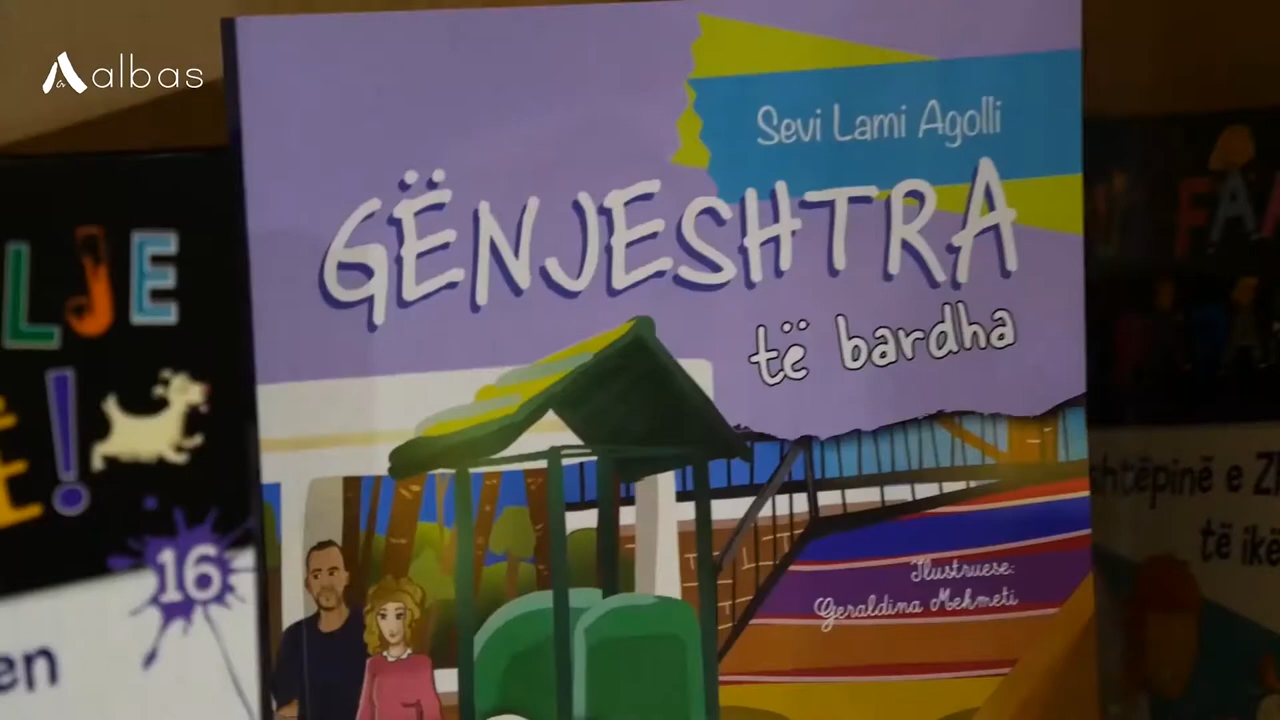 albas
Sevi Lami Agolli
GËNJESHTRA
të bardha
Ilustruese:
Geraldina Mehmeti
LJE
!
16
en
shtëpinë e Z
të ikë